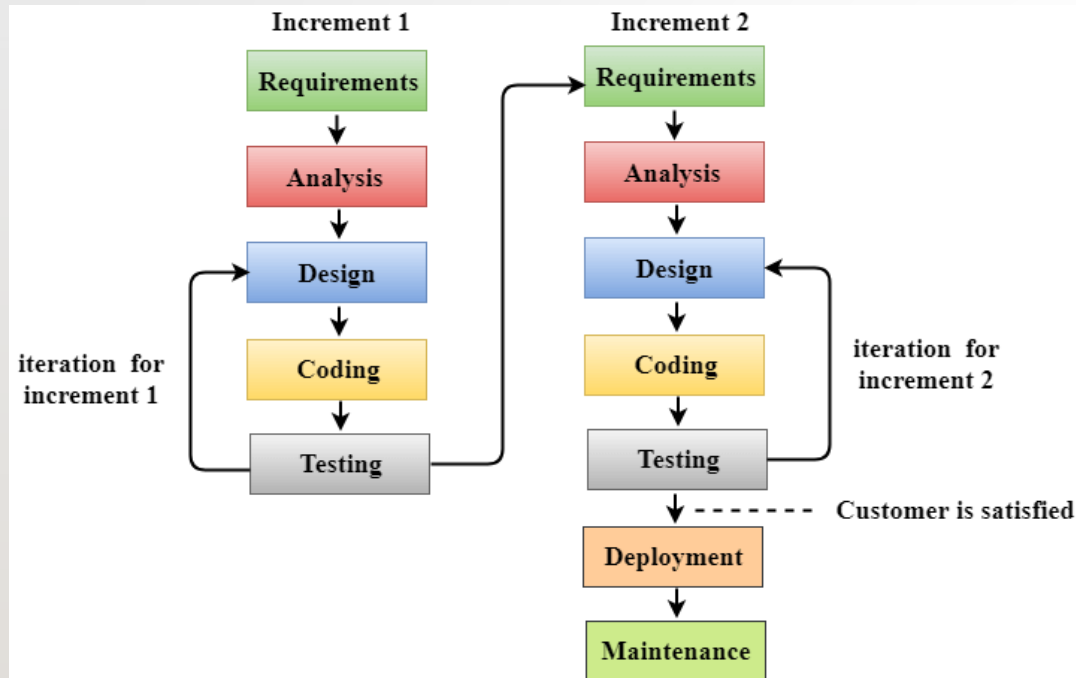 Increment 1
Requirements
Analysis
Design
Coding
Testing
iteration for
increment 1
Increment 2
Requirements
Analysis
Design
Coding
Testing
iteration for
increment 2
Customer is satisfied
Deployment
Maintenance